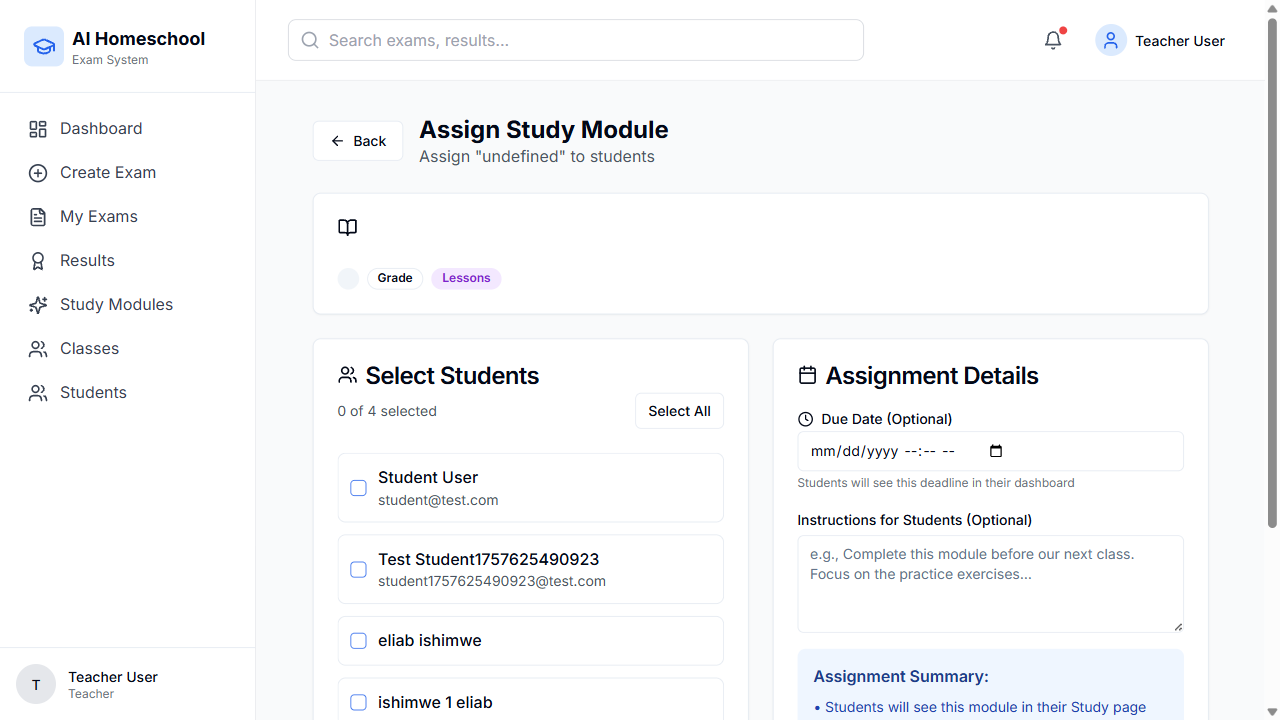 AI Homeschool
Exam System
Dashboard
Create Exam
My Exams
Results
Study Modules
Classes
Students
T
Teacher User
Teacher
Search exams, results...
Teacher User
Back
Assign Study Module
Assign "undefined" to students
Grade
Lessons
Select Students
0 of 4 selected
Select All
Student User
student@test.com
Test Student1757625490923
student1757625490923@test.com
eliab ishimwe
ishimwe 1 eliab
Assignment Details
Due Date (Optional)
mm/dd/yyyy --:-- --
Students will see this deadline in their dashboard
Instructions for Students (Optional)
e.g., Complete this module before our next class.
Focus on the practice exercises...
Assignment Summary:
• Students will see this module in their Study page